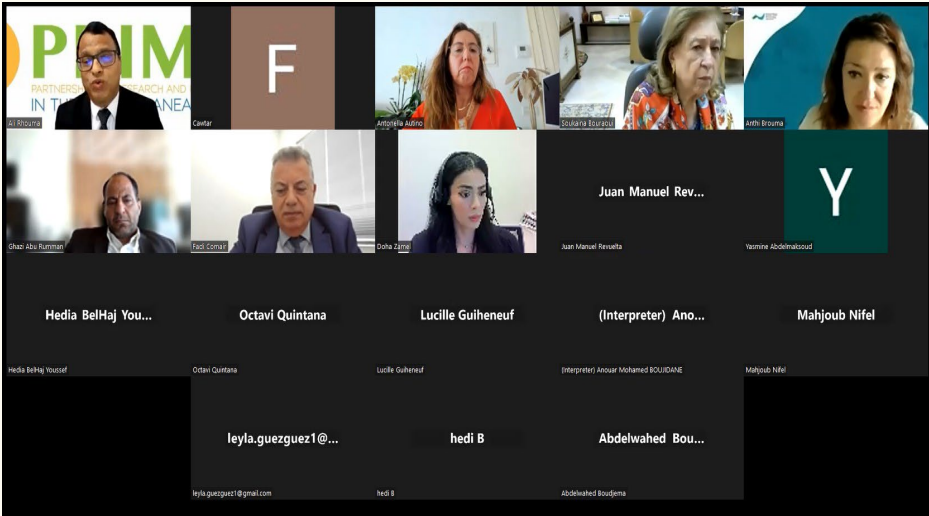 PRIM
PARTNERSHIP RESEARCH AND
IN THE ANEA
Ali Rhouma
F
Cawtar
Antonella Autino
Soukaina Bouraoui
Anthi Brouma
Ghazi Abu Rumman
Fadi Comair
Doha Zamel
Juan Manuel Rev...
Juan Manuel Revuelta
Y
Yasmine Abdelmaksoud
Hedia BelHaj You...
Hedia BelHaj Youssef
Octavi Quintana
Octavi Quintana
Lucille Guiheneuf
Lucille Guiheneuf
(Interpreter) Ano...
(Interpreter) Anouar Mohamed BOUJIDANE
Mahjoub Nifel
Mahjoub Nifel
leyla.guezguez1@...
leyla.guezguez1@gmail.com
hedi B
hedi B
Abdelwahed Bou...
Abdelwahed Boudjema